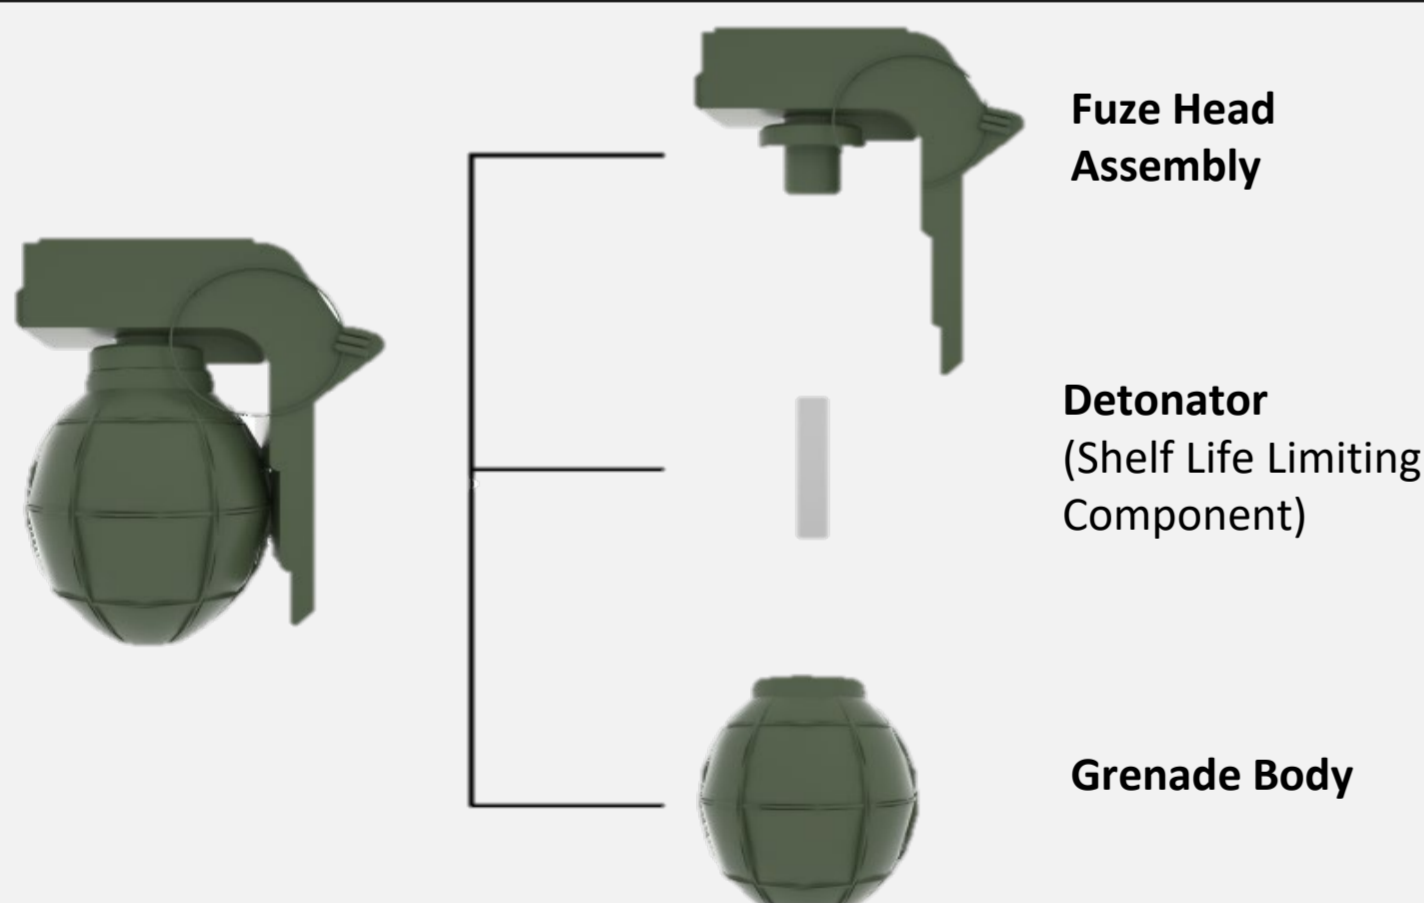 Fuze Head
Assembly
Detonator
(Shelf Life Limiting
Component)
Grenade Body